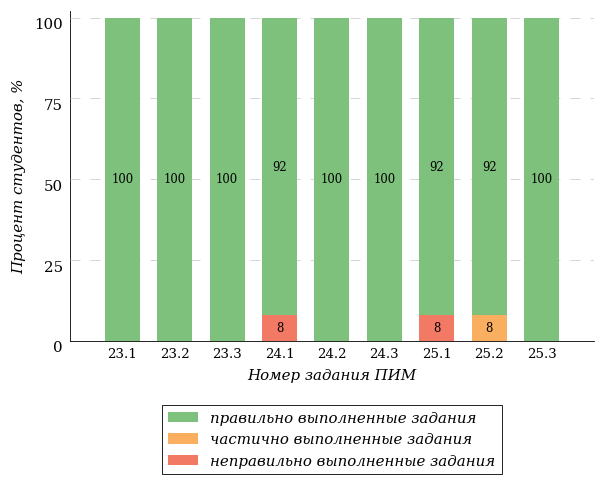 Процент студентов, %
100
75
50
25
0
100 100 100 92 100 100 92 92 100
8 8 8
23.1 23.2 23.3 24.1 24.2 24.3 25.1 25.2 25.3
Номер задания ПИМ
правильно выполненные задания
частично выполненные задания
неправильно выполненные задания